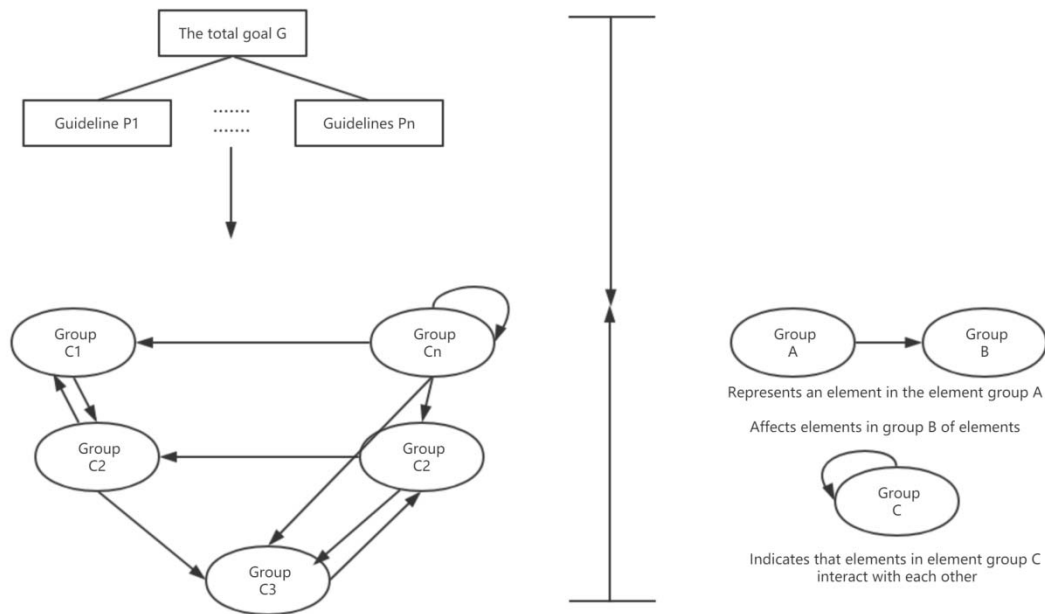 The total goal G
Guideline P1
.......
.......
Guidelines Pn
Group
C1
Group
Cn
Group
A
Group
B
Represents an element in the element group A
Affects elements in group B of elements
Group
C2
Group
C2
Group
C
Group
C3
Indicates that elements in element group C
interact with each other